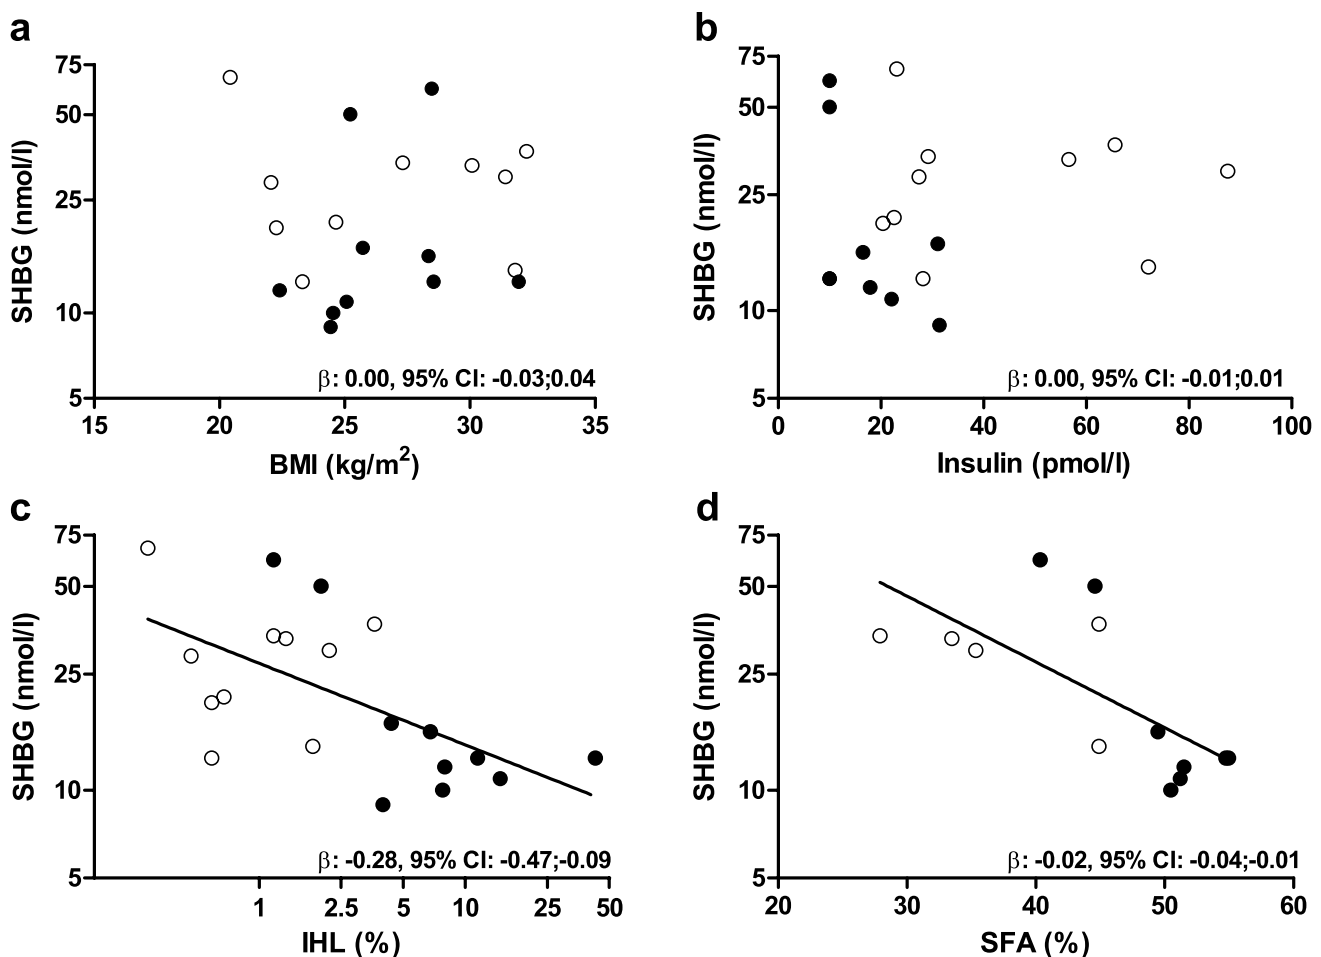 a
75
50
25
10
5
SHBG (nmol/l)
β: 0.00, 95% CI: -0.03;0.04
15 20 25 30 35
BMI (kg/m²)
b
75
50
25
10
5
SHBG (nmol/l)
β: 0.00, 95% CI: -0.01;0.01
0 20 40 60 80 100
Insulin (pmol/l)
c
75
50
25
10
5
SHBG (nmol/l)
β: -0.28, 95% CI: -0.47;-0.09
1 2.5 5 10 25 50
IHL (%)
d
75
50
25
10
5
SHBG (nmol/l)
β: -0.02, 95% CI: -0.04;-0.01
20 30 40 50 60
SFA (%)